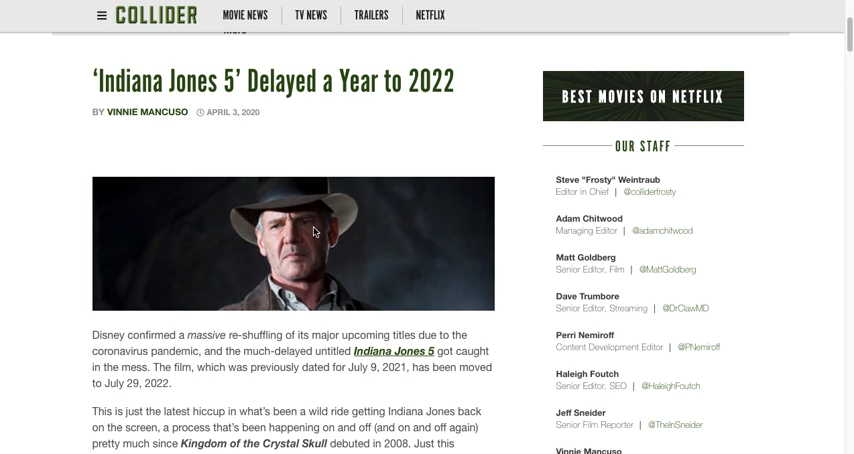 COLLIDER
MOVIE NEWS
TV NEWS
TRAILERS
NETFLIX
‘Indiana Jones 5’ Delayed a Year to 2022
BY VINNIE MANCUSO APRIL 3, 2020
Disney confirmed a massive re-shuffling of its major upcoming titles due to the
coronavirus pandemic, and the much-delayed untitled Indiana Jones 5 got caught
in the mess. The film, which was previously dated for July 9, 2021, has been moved
to July 29, 2022.
This is just the latest hiccup in what’s been a wild ride getting Indiana Jones back
on the screen, a process that’s been happening on and off (and on and off again)
pretty much since Kingdom of the Crystal Skull debuted in 2008. Just this
BEST MOVIES ON NETFLIX
OUR STAFF
Steve "Frosty" Weintraub
Editor in Chief | @colliderfrosty
Adam Chitwood
Managing Editor | @adamchitwood
Matt Goldberg
Senior Editor, Film | @MattGoldberg
Dave Trumbore
Senior Editor, Streaming | @DrClawMD
Perri Nemiroff
Content Development Editor | @PNemiroff
Haleigh Foutch
Senior Editor, SEO | @HaleighFoutch
Jeff Sneider
Senior Film Reporter | @TheInSneider
Vinnie Mancuso